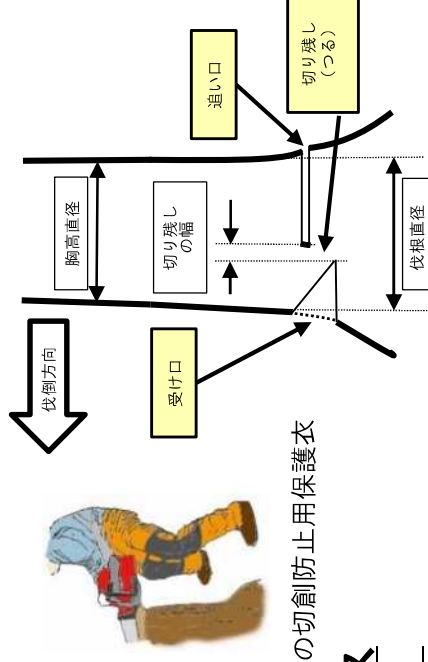 追い口
切り残し
（つる）
胸高直径
切り残し
の幅
伐根直径
伐倒方向
受け口
の切創防止用保護衣